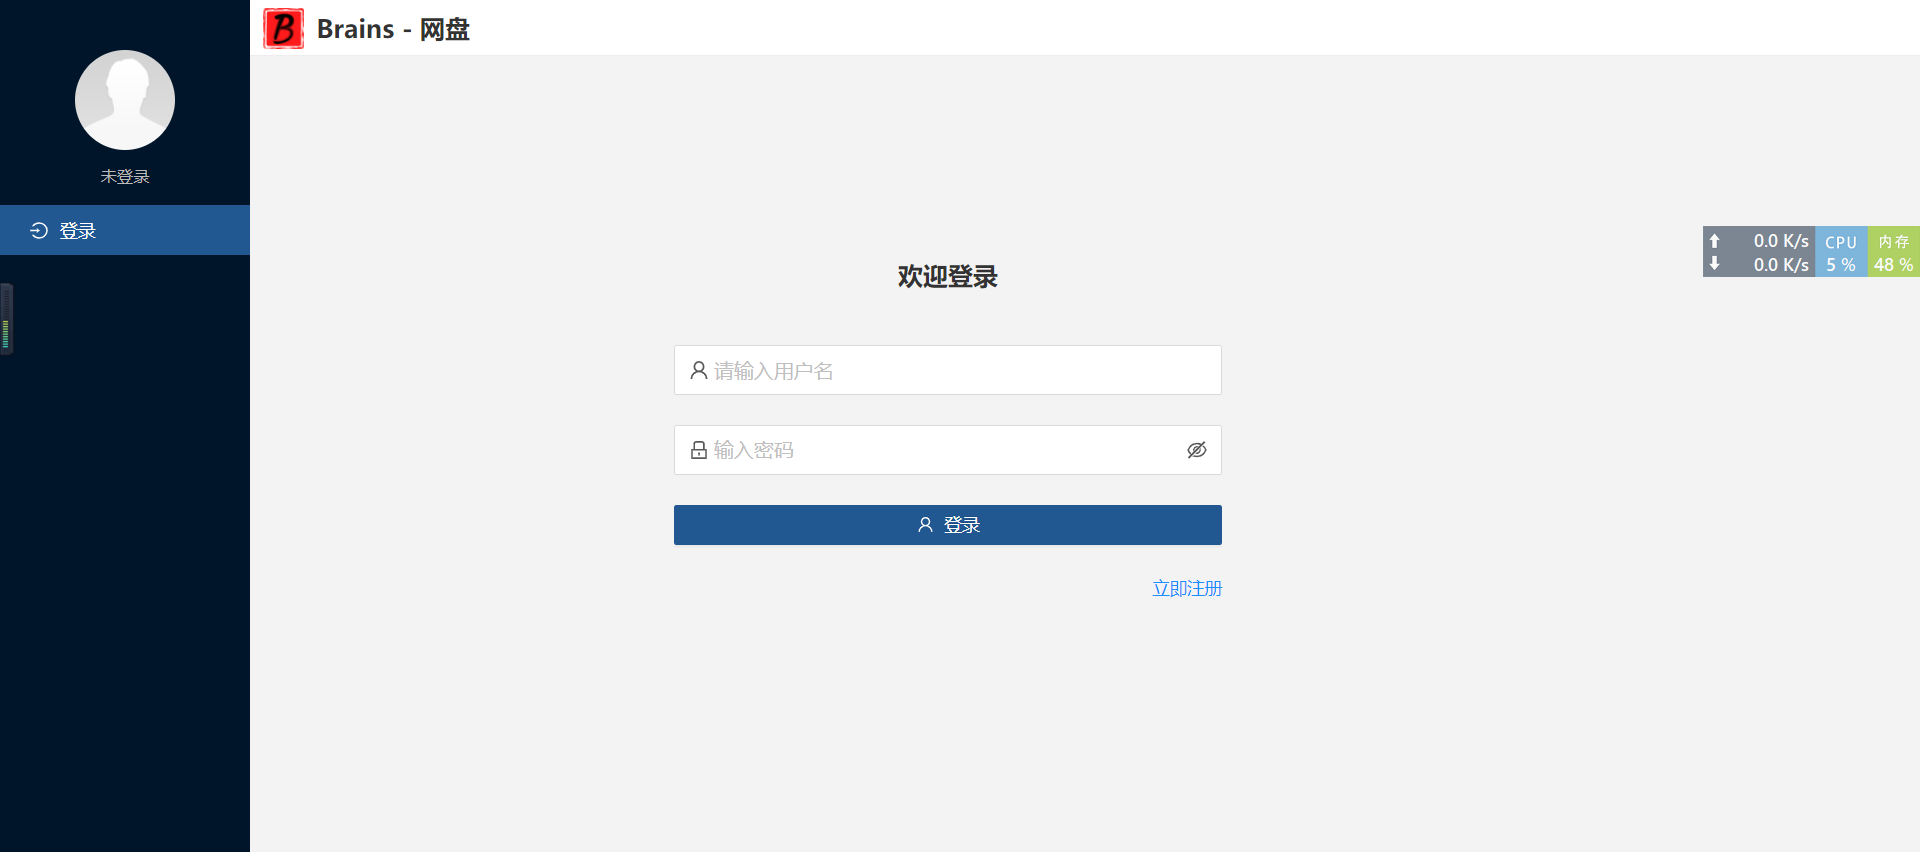 B Brains - 网盘
未登录
登录
欢迎登录
请输入用户名
输入密码
登录
立即注册
0.0 K/s CPU 内存
0.0 K/s 5 % 48 %